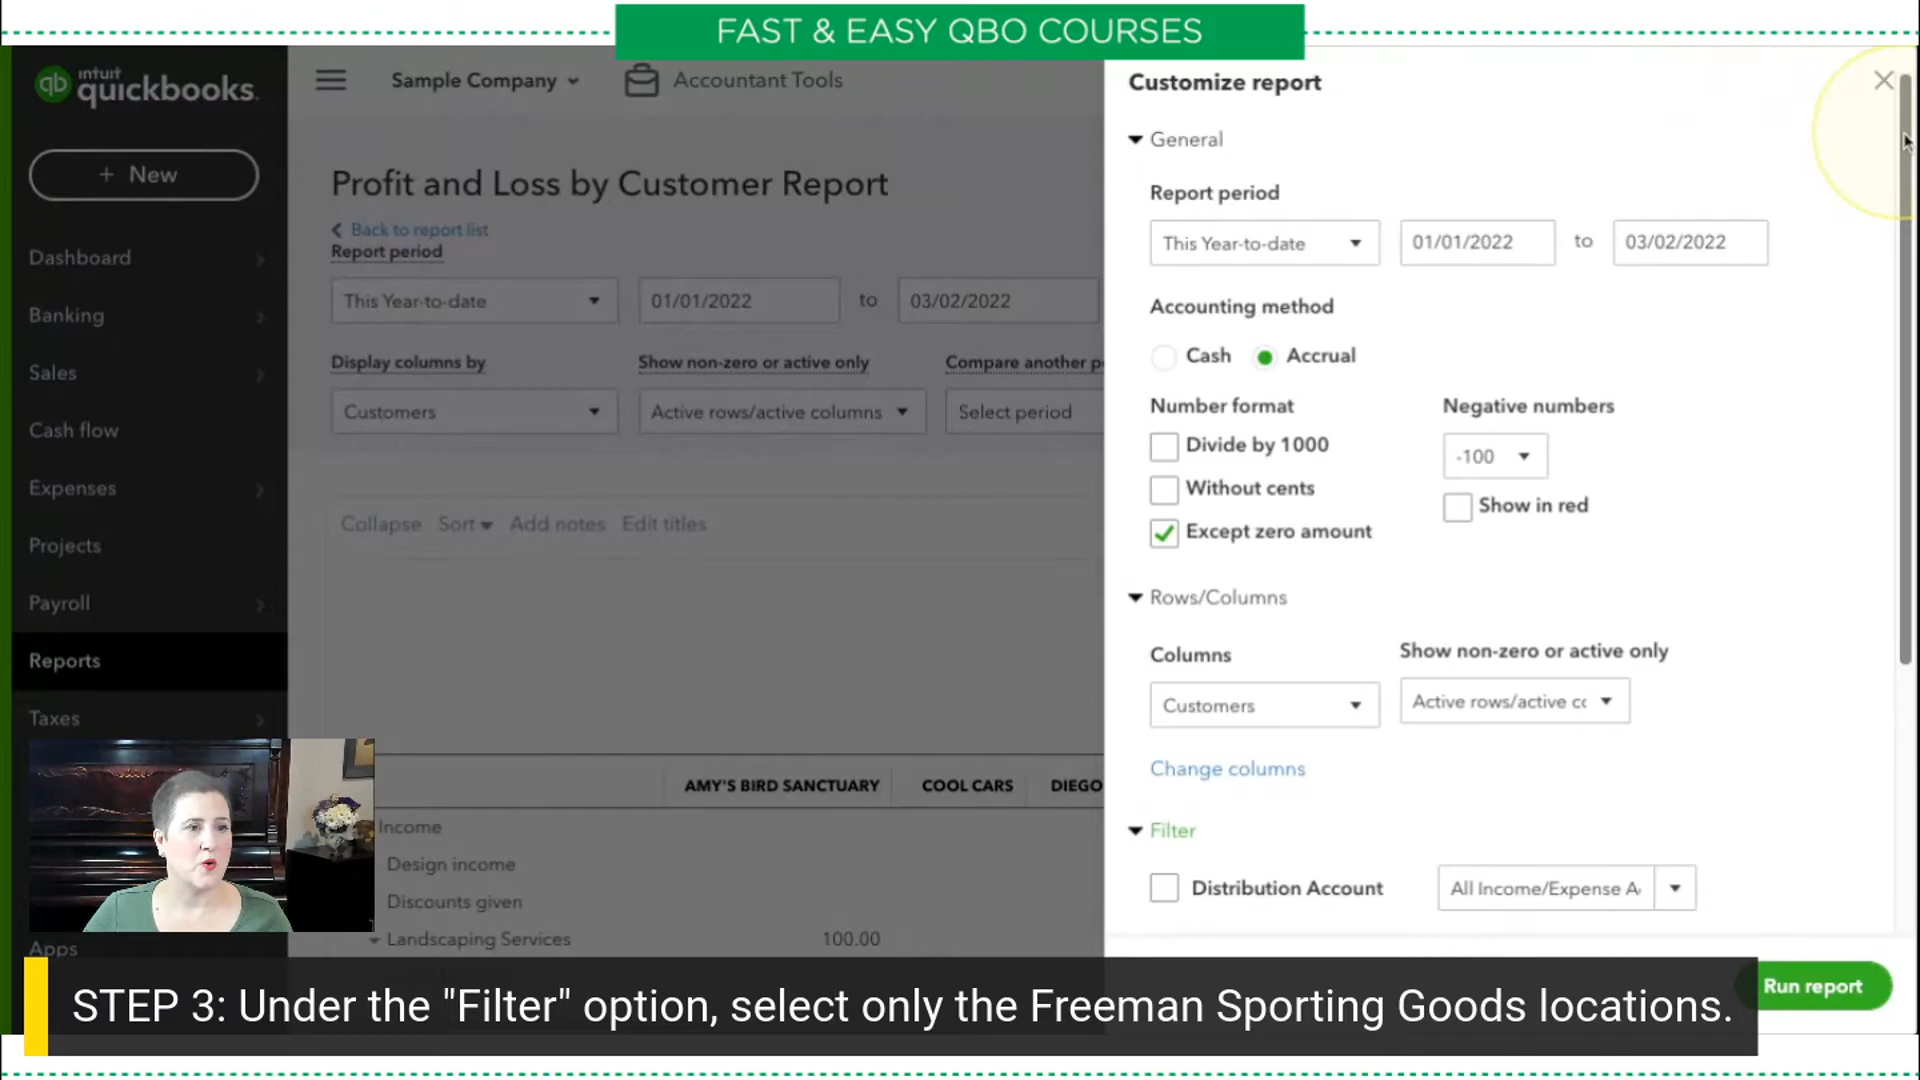 FAST & EASY QBO COURSES
intuit
quickbooks.
qb
Sample Company
Accountant Tools
+ New
Dashboard
Banking
Sales
Cash flow
Expenses
Projects
Payroll
Reports
Taxes
Apps
Profit and Loss by Customer Report
Back to report list
Report period
This Year-to-date
01/01/2022
to
03/02/2022
Display columns by
Show non-zero or active only
Compare another p
Customers
Active rows/active columns
Select period
Collapse
Sort
Add notes
Edit titles
AMY'S BIRD SANCTUARY
COOL CARS
DIEGO
Income
Design income
Discounts given
Landscaping Services
100.00
Customize report
General
Report period
This Year-to-date
01/01/2022
to
03/02/2022
Accounting method
Cash
Accrual
Number format
Negative numbers
Divide by 1000
-100
Without cents
Show in red
Except zero amount
Rows/Columns
Columns
Show non-zero or active only
Customers
Active rows/active cc
Change columns
Filter
Distribution Account
All Income/Expense A
Run report
STEP 3: Under the "Filter" option, select only the Freeman Sporting Goods locations.